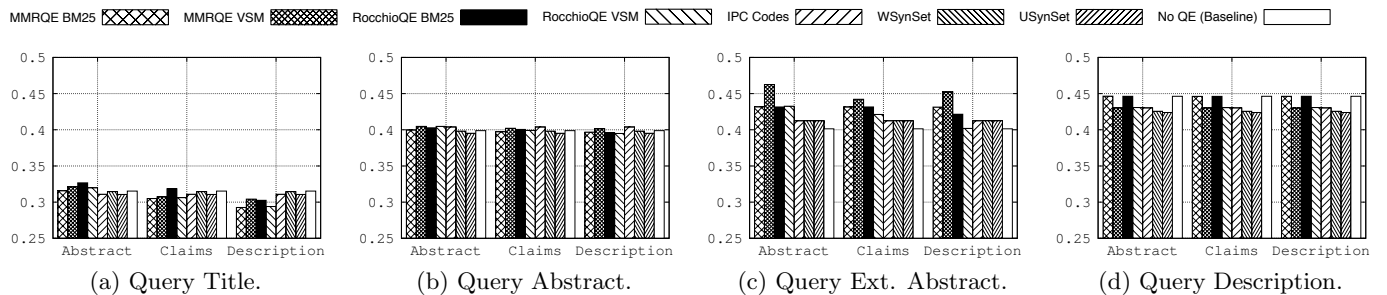 MMRQE BM25 MMRQE VSM RocchioQE BM25 RocchioQE VSM IPC Codes WSynSet USynSet No QE (Baseline)
0.5 0.5 0.5 0.5
0.45 0.45 0.45 0.45
0.4 0.4 0.4 0.4
0.35 0.35 0.35 0.35
0.3 0.3 0.3 0.3
0.25 0.25 0.25 0.25
Abstract Claims Description Abstract Claims Description Abstract Claims Description Abstract Claims Description
(a) Query Title. (b) Query Abstract. (c) Query Ext. Abstract. (d) Query Description.